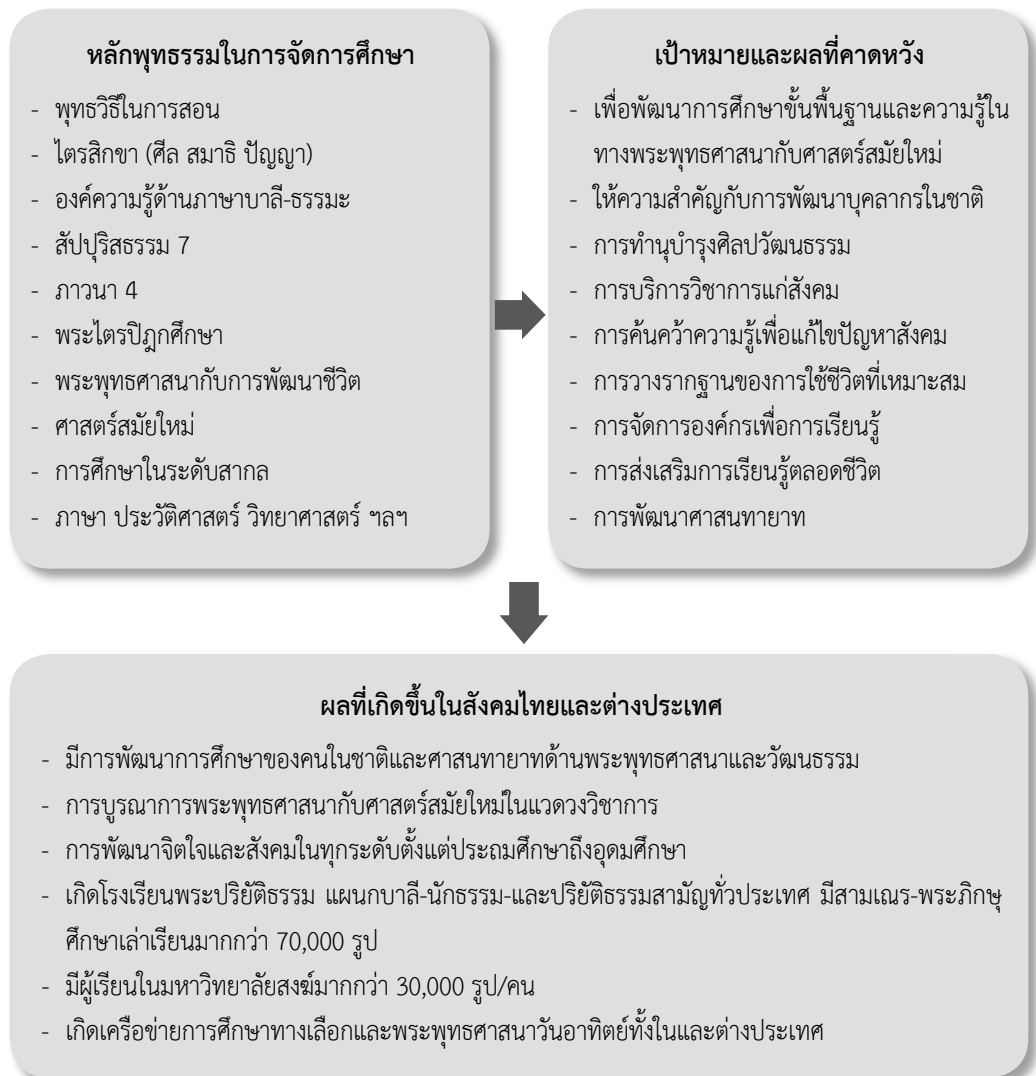 หลักพุทธธรรมในการจัดการศึกษา
- พุทธวิธีในการสอน
- ไตรสิกขา (ศีล สมาธิ ปัญญา)
- องค์ความรู้ด้านภาษาบาลี-ธรรมะ
- สัปปุริสธรรม 7
- ภาวนา 4
- พระไตรปิฎกศึกษา
- พระพุทธศาสนากับการพัฒนาชีวิต
- ศาสตร์สมัยใหม่
- การศึกษาในระดับสากล
- ภาษา ประวัติศาสตร์ วิทยาศาสตร์ ฯลฯ
เป้าหมายและผลที่คาดหวัง
- เพื่อพัฒนาการศึกษาขั้นพื้นฐานและความรู้ใน
ทางพระพุทธศาสนากับศาสตร์สมัยใหม่
- ให้ความสำคัญกับการพัฒนาบุคลากรในชาติ
- การทำนุบำรุงศิลปวัฒนธรรม
- การบริการวิชาการแก่สังคม
- การค้นคว้าความรู้เพื่อแก้ไขปัญหาสังคม
- การวางรากฐานของการใช้ชีวิตที่เหมาะสม
- การจัดการองค์กรเพื่อการเรียนรู้
- การส่งเสริมการเรียนรู้ตลอดชีวิต
- การพัฒนาศาสนทายาท
ผลที่เกิดขึ้นในสังคมไทยและต่างประเทศ
- มีการพัฒนาการศึกษาของคนในชาติและศาสนทายาทด้านพระพุทธศาสนาและวัฒนธรรม
- การบูรณาการพระพุทธศาสนากับศาสตร์สมัยใหม่ในแวดวงวิชาการ
- การพัฒนาจิตใจและสังคมในทุกระดับตั้งแต่ประถมศึกษาถึงอุดมศึกษา
- เกิดโรงเรียนพระปริยัติธรรม แผนกบาลี-นักธรรม-และปริยัติธรรมสามัญทั่วประเทศ มีสามเณร-พระภิกษุ
ศึกษาเล่าเรียนมากกว่า 70,000 รูป
- มีผู้เรียนในมหาวิทยาลัยสงฆ์มากกว่า 30,000 รูป/คน
- เกิดเครือข่ายการศึกษาทางเลือกและพระพุทธศาสนาวันอาทิตย์ทั้งในและต่างประเทศ